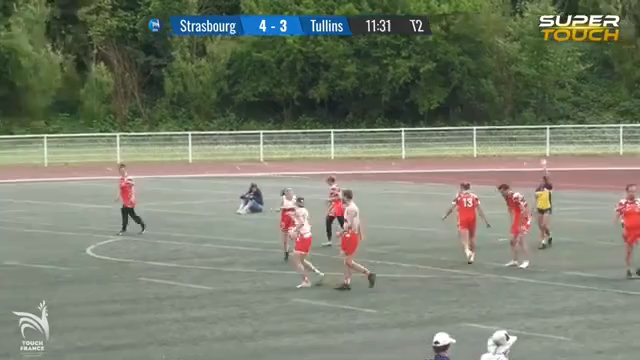 Strasbourg 4 - 3 Tullins 11:31 T2
SUPER
TOUCH
13
TOUCH
FRANCE